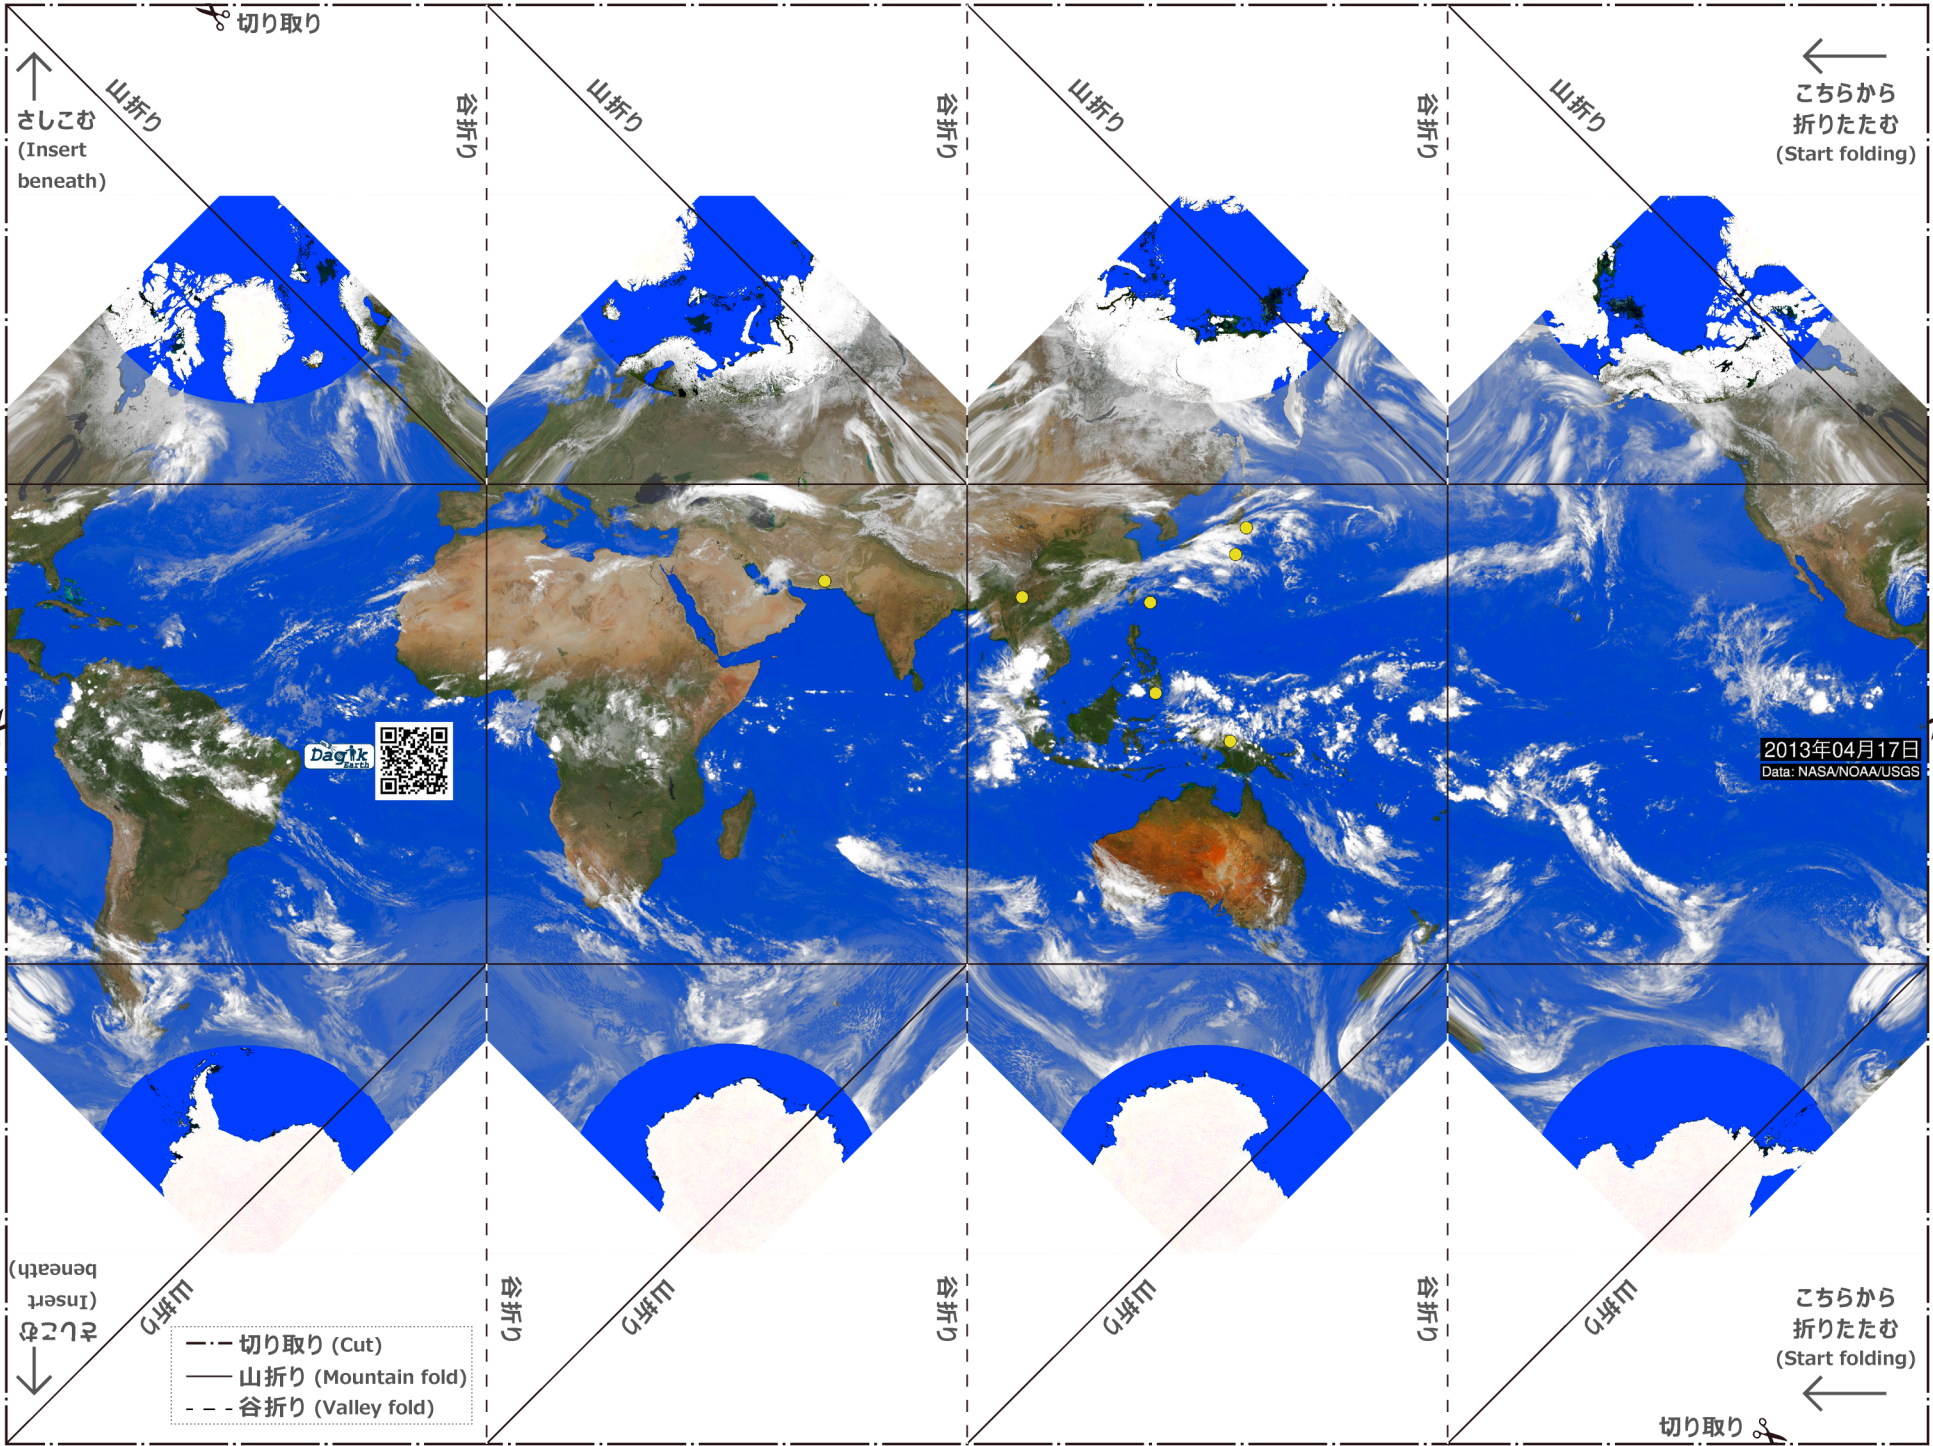 切り取り
山折り
谷折り
山折り
谷折り
山折り
谷折り
山折り
さしこむ
(Insert
beneath)
こちらから
折りたたむ
(Start folding)
Dagik
Earth
2013年04月17日
Data: NASA/NOAA/USGS
さしこむ
(Insert
beneath)
山折り
谷折り
山折り
谷折り
山折り
谷折り
山折り
切り取り (Cut)
山折り (Mountain fold)
谷折り (Valley fold)
こちらから
折りたたむ
(Start folding)
切り取り